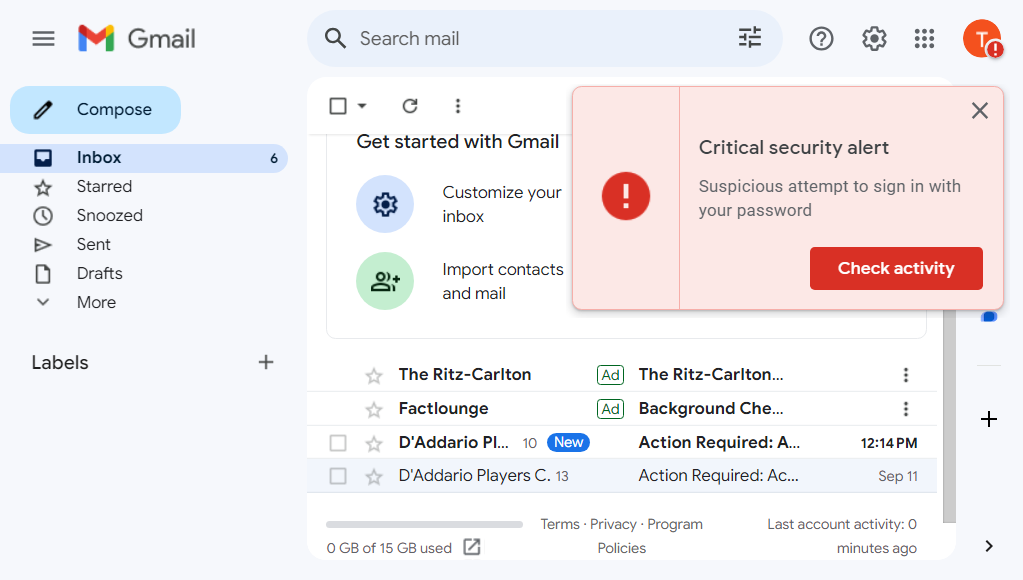 Gmail
Search mail
T
Compose
Inbox 6
Starred
Snoozed
Sent
Drafts
More
Labels
Get started with Gmail
Customize your
inbox
Import contacts
and mail
Critical security alert
Suspicious attempt to sign in with
your password
Check activity
The Ritz-Carlton Ad The Ritz-Carlton...
Factlounge Ad Background Che...
D'Addario Pl... 10 New Action Required: A... 12:14 PM
D'Addario Players C. 13 Action Required: Ac... Sep 11
0 GB of 15 GB used
Terms · Privacy · Program
Policies
Last account activity: 0
minutes ago